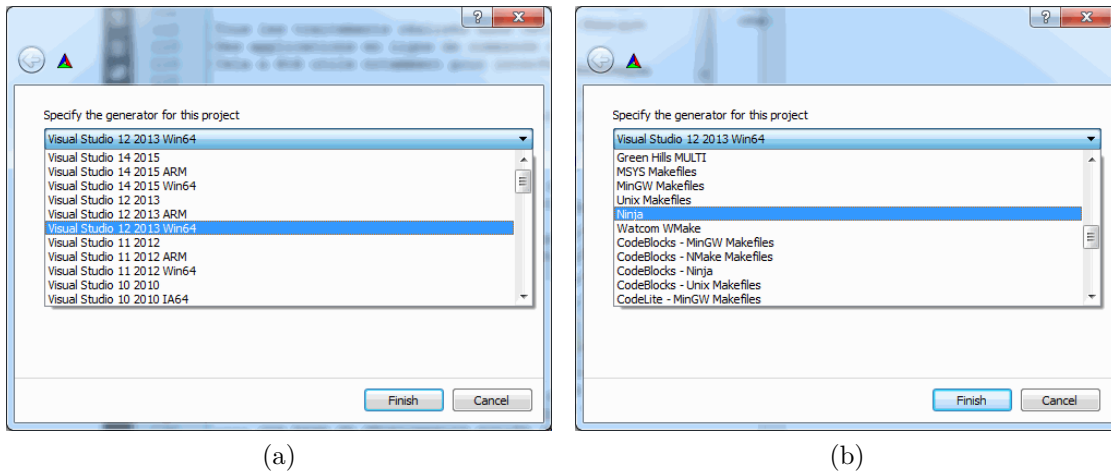 Specify the generator for this project
Visual Studio 12 2013 Win64
Visual Studio 14 2015
Visual Studio 14 2015 ARM
Visual Studio 14 2015 Win64
Visual Studio 12 2013
Visual Studio 12 2013 ARM
Visual Studio 12 2013 Win64
Visual Studio 11 2012
Visual Studio 11 2012 ARM
Visual Studio 11 2012 Win64
Visual Studio 10 2010
Visual Studio 10 2010 IA64
Finish
Cancel
(a)
Specify the generator for this project
Visual Studio 12 2013 Win64
Green Hills MULTI
MSYS Makefiles
MinGW Makefiles
Unix Makefiles
Ninja
Watcom WMake
CodeBlocks - MinGW Makefiles
CodeBlocks - NMake Makefiles
CodeBlocks - Ninja
CodeBlocks - Unix Makefiles
CodeLite - MinGW Makefiles
Finish
Cancel
(b)